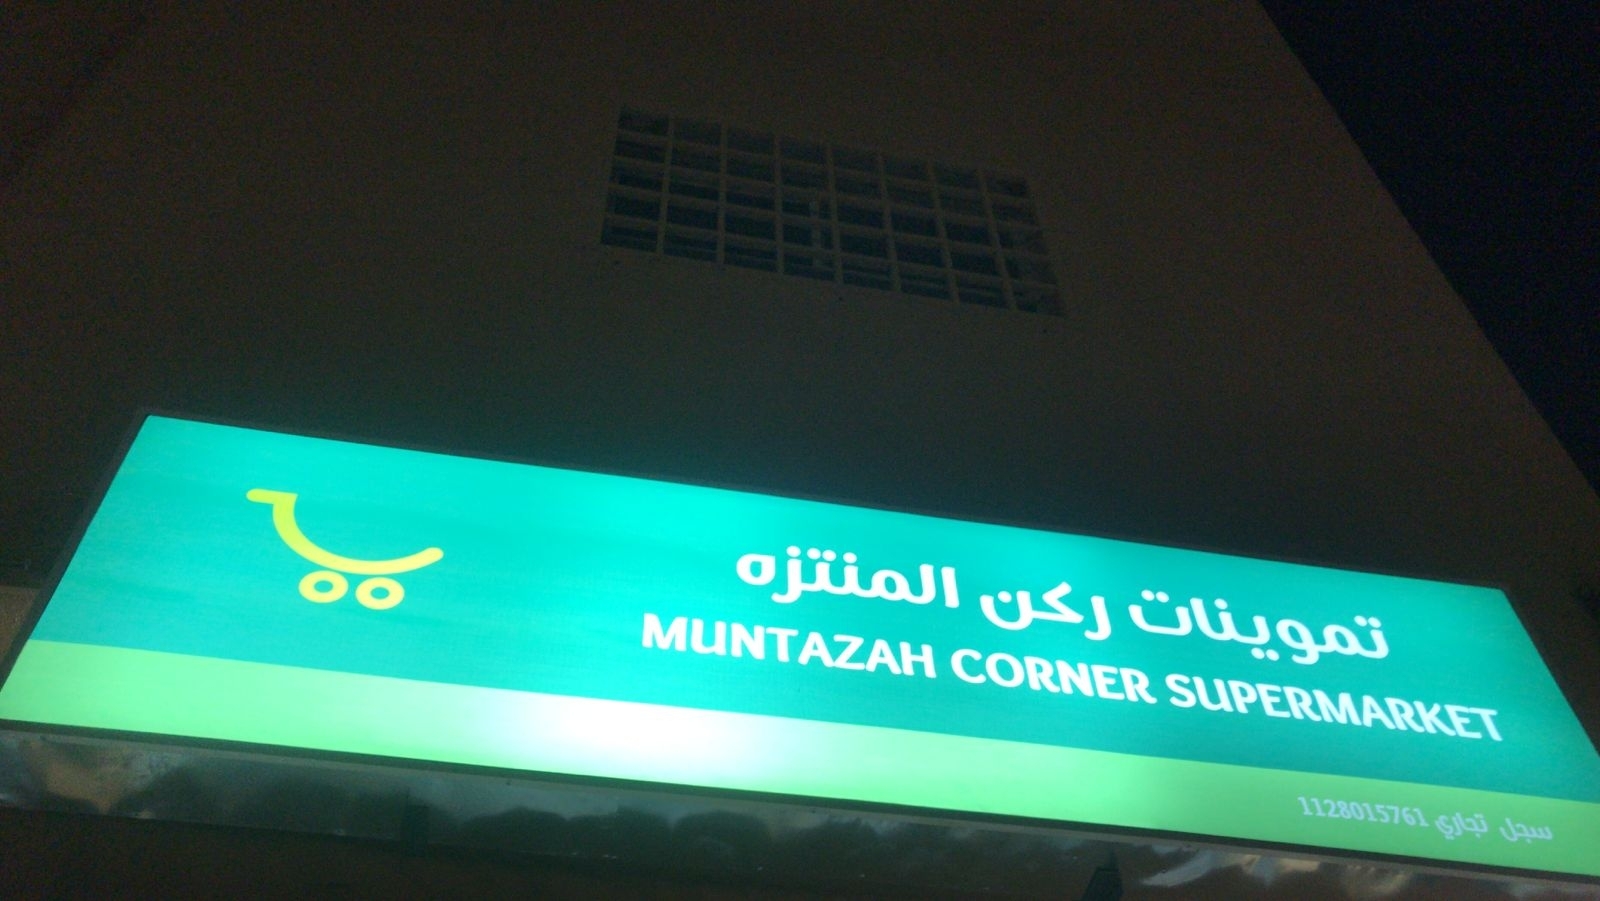 تموينات ركن المنتزه
MUNTAZAH CORNER SUPERMARKET
سجل تجاري 1128015761